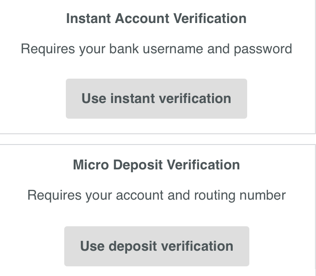 Instant Account Verification
Requires your bank username and password
Use instant verification
Micro Deposit Verification
Requires your account and routing number
Use deposit verification